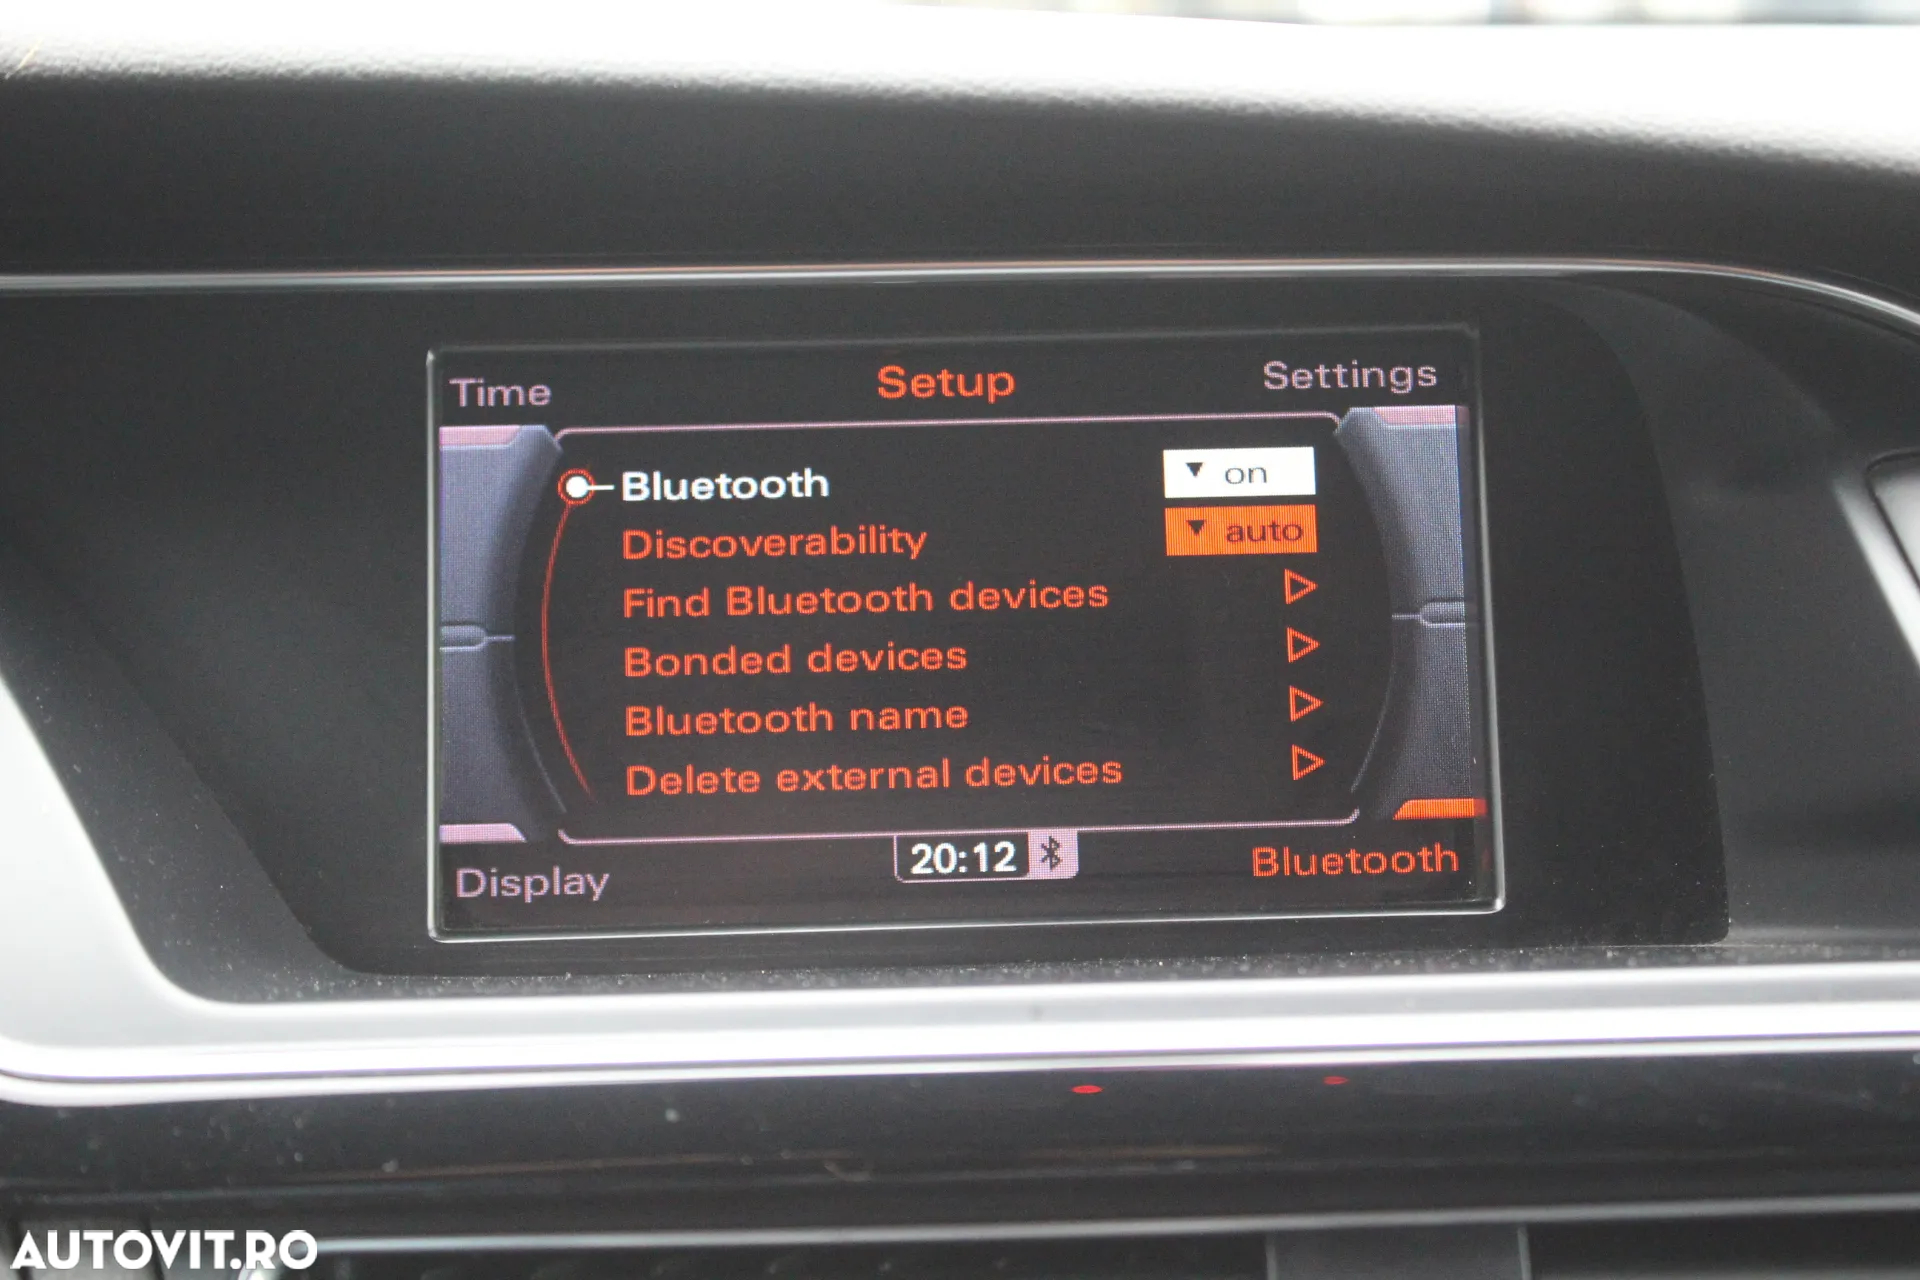 Time Setup Settings
Bluetooth ▼ on
Discoverability ▼ auto
Find Bluetooth devices
Bonded devices
Bluetooth name
Delete external devices
Display 20:12 Bluetooth
AUTOVIT.RO